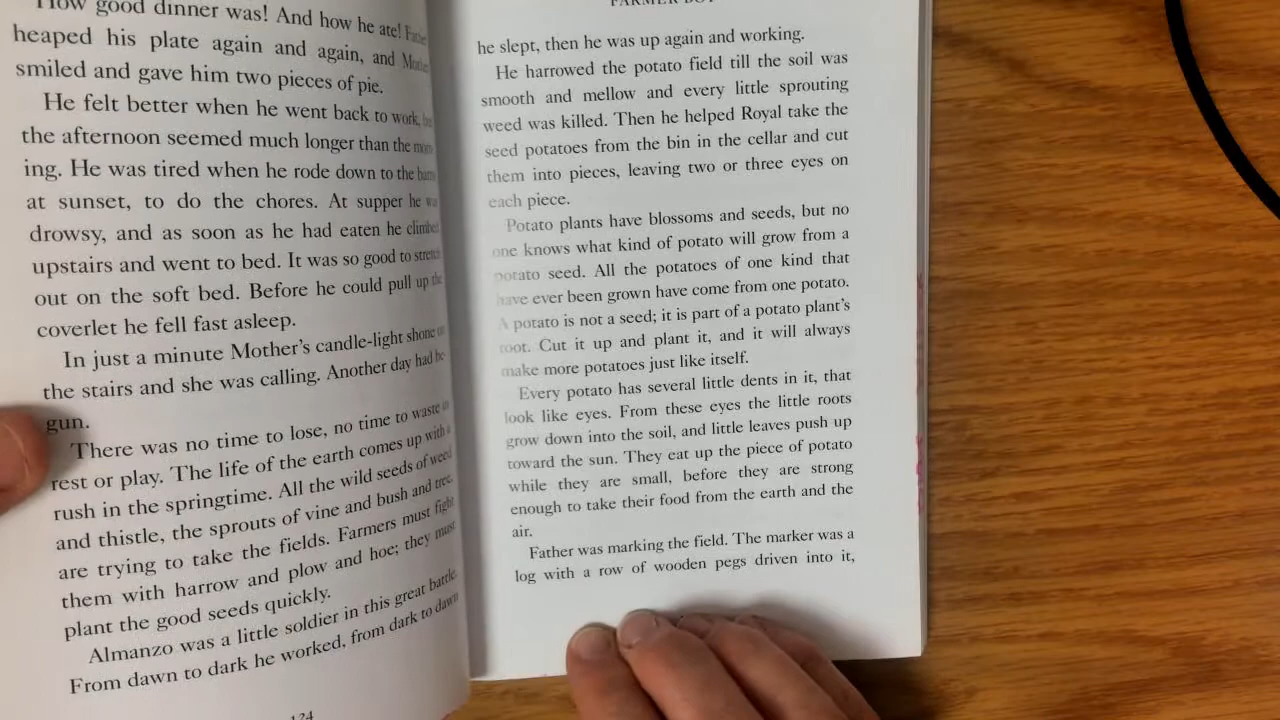 How good dinner was! And how he ate! Father
heaped his plate again and again, and Mother
smiled and gave him two pieces of pie.
He felt better when he went back to work, but
the afternoon seemed much longer than the morn-
ing. He was tired when he rode down to the barns
at sunset, to do the chores. At supper he was
drowsy, and as soon as he had eaten he climbed
upstairs and went to bed. It was so good to stretch
out on the soft bed. Before he could pull up the
coverlet he fell fast asleep.
In just a minute Mother's candle-light shone on
the stairs and she was calling. Another day had be-
gun.
There was no time to lose, no time to waste in
rest or play. The life of the earth comes up with a
rush in the springtime. All the wild seeds of weed
and thistle, the sprouts of vine and bush and tree,
are trying to take the fields. Farmers must fight
them with harrow and plow and hoe; they must
plant the good seeds quickly.
Almanzo was a little soldier in this great battle.
From dawn to dark he worked, from dark to dawn
124
FARMER BOY
he slept, then he was up again and working.
He harrowed the potato field till the soil was
smooth and mellow and every little sprouting
weed was killed. Then he helped Royal take the
seed potatoes from the bin in the cellar and cut
them into pieces, leaving two or three eyes on
each piece.
Potato plants have blossoms and seeds, but no
one knows what kind of potato will grow from a
potato seed. All the potatoes of one kind that
have ever been grown have come from one potato.
A potato is not a seed; it is part of a potato plant's
root. Cut it up and plant it, and it will always
make more potatoes just like itself.
Every potato has several little dents in it, that
look like eyes. From these eyes the little roots
grow down into the soil, and little leaves push up
toward the sun. They eat up the piece of potato
while they are small, before they are strong
enough to take their food from the earth and the
air.
Father was marking the field. The marker was a
log with a row of wooden pegs driven into it,